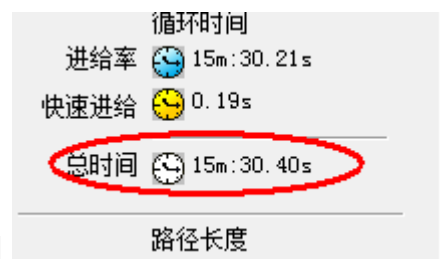 循环时间
进给率 15m:30.21s
快速进给 0.19s
总时间 15m:30.40s
路径长度